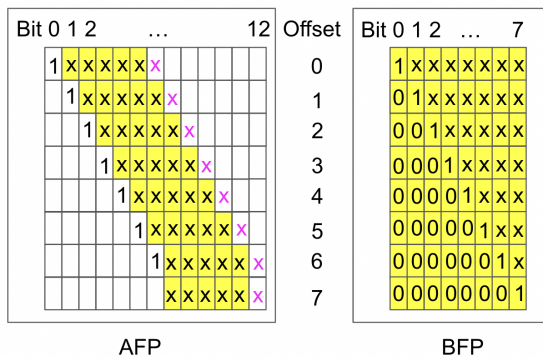 Bit 0 1 2 ... 12 Offset Bit 0 1 2 ... 7
1 x x x x x x 0 1 x x x x x x x
1 x x x x x x 1 0 1 x x x x x x
1 x x x x x x 2 0 0 1 x x x x x
1 x x x x x x 3 0 0 0 1 x x x x
1 x x x x x x 4 0 0 0 0 1 x x x
1 x x x x x x 5 0 0 0 0 0 1 x x
1 x x x x x x 6 0 0 0 0 0 0 1 x
x x x x x x 7 0 0 0 0 0 0 0 1
AFP BFP